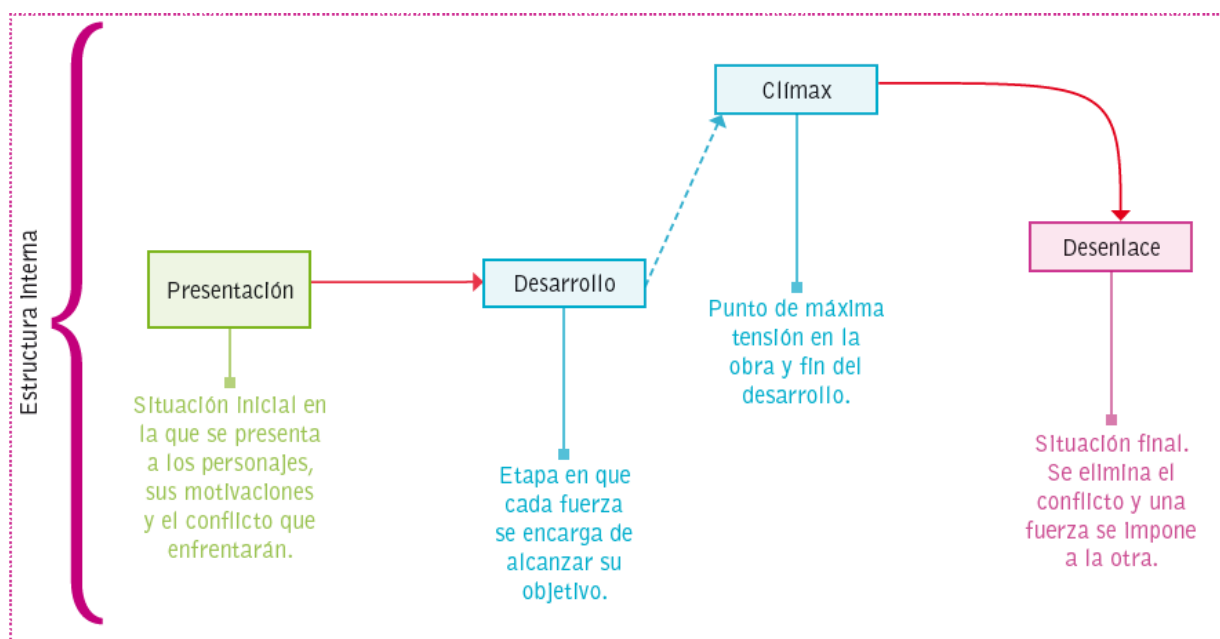 Estructura Interna
Presentación
Situación inicial en
la que se presenta
a los personajes,
sus motivaciones
y el conflicto que
enfrentarán.
Desarrollo
Etapa en que
cada fuerza
se encarga de
alcanzar su
objetivo.
Clímax
Punto de máxima
tensión en la
obra y fin del
desarrollo.
Desenlace
Situación final.
Se elimina el
conflicto y una
fuerza se impone
a la otra.